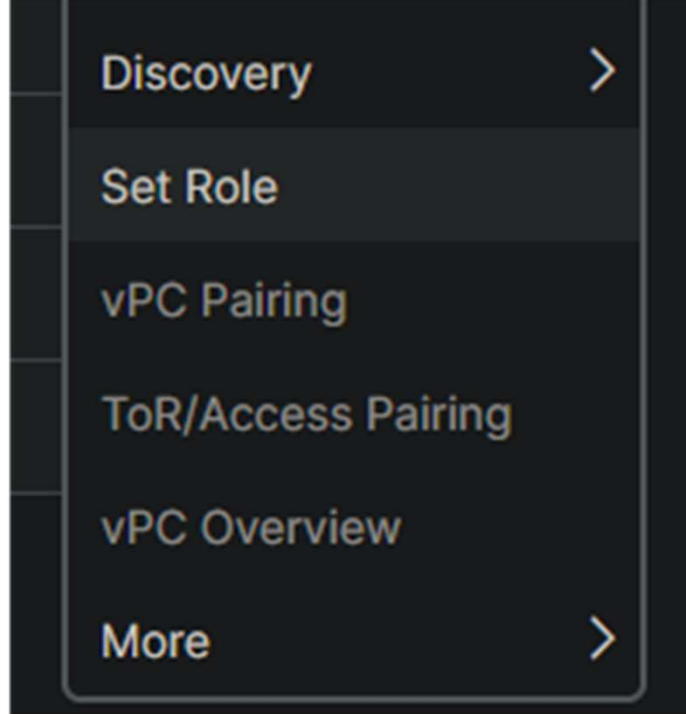 Discovery
Set Role
vPC Pairing
ToR/Access Pairing
vPC Overview
More